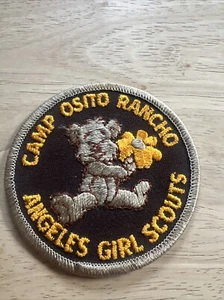 CAMP OSITO RANCHO
ANGELES GIRL SCOUTS